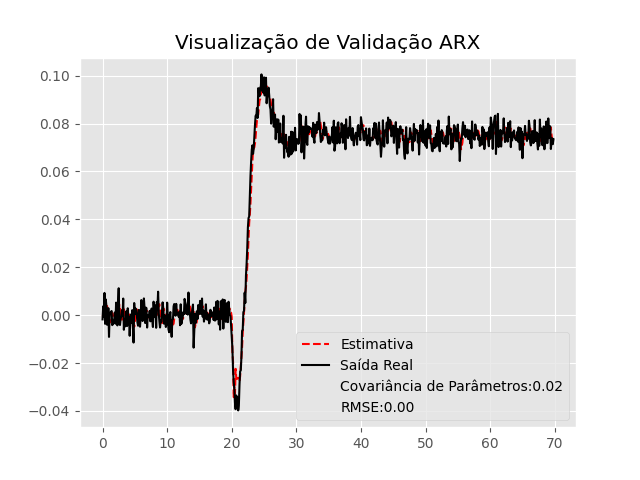 Visualização de Validação ARX
0.10
0.08
0.06
0.04
0.02
0.00
−0.02
−0.04
Estimativa
Saída Real
Covariância de Parâmetros:0.02
RMSE:0.00
0 10 20 30 40 50 60 70